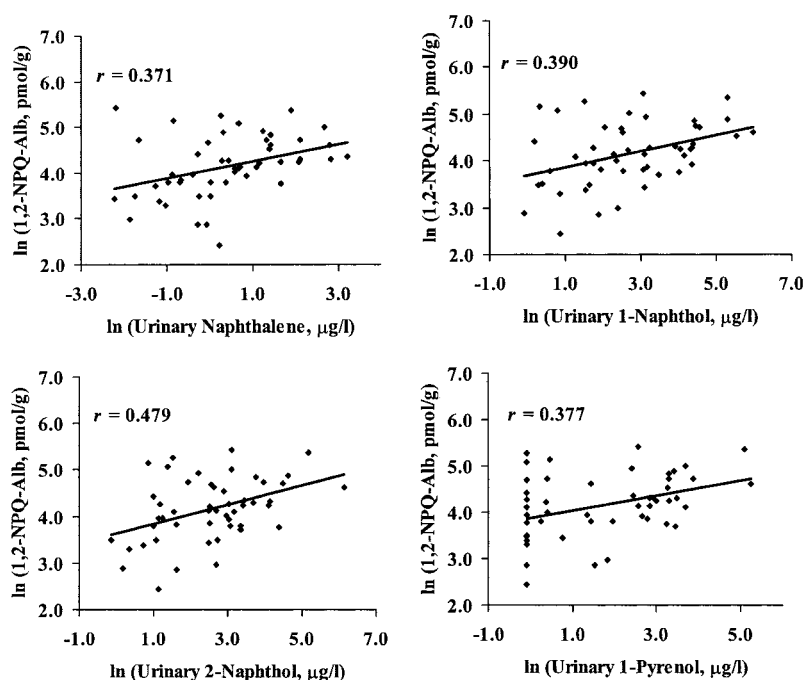 7.0
6.0
5.0
4.0
3.0
2.0
r = 0.371
ln (1,2-NPQ-Alb, pmol/g)
-3.0 -1.0 1.0 3.0
ln (Urinary Naphthalene, μg/l)
7.0
6.0
5.0
4.0
3.0
2.0
r = 0.390
ln (1,2-NPQ-Alb, pmol/g)
-1.0 1.0 3.0 5.0 7.0
ln (Urinary 1-Naphthol, μg/l)
7.0
6.0
5.0
4.0
3.0
2.0
r = 0.479
ln (1,2-NPQ-Alb, pmol/g)
-1.0 1.0 3.0 5.0 7.0
ln (Urinary 2-Naphthol, μg/l)
7.0
6.0
5.0
4.0
3.0
2.0
r = 0.377
ln (1,2-NPQ-Alb, pmol/g)
-1.0 1.0 3.0 5.0
ln (Urinary 1-Pyrenol, μg/l)